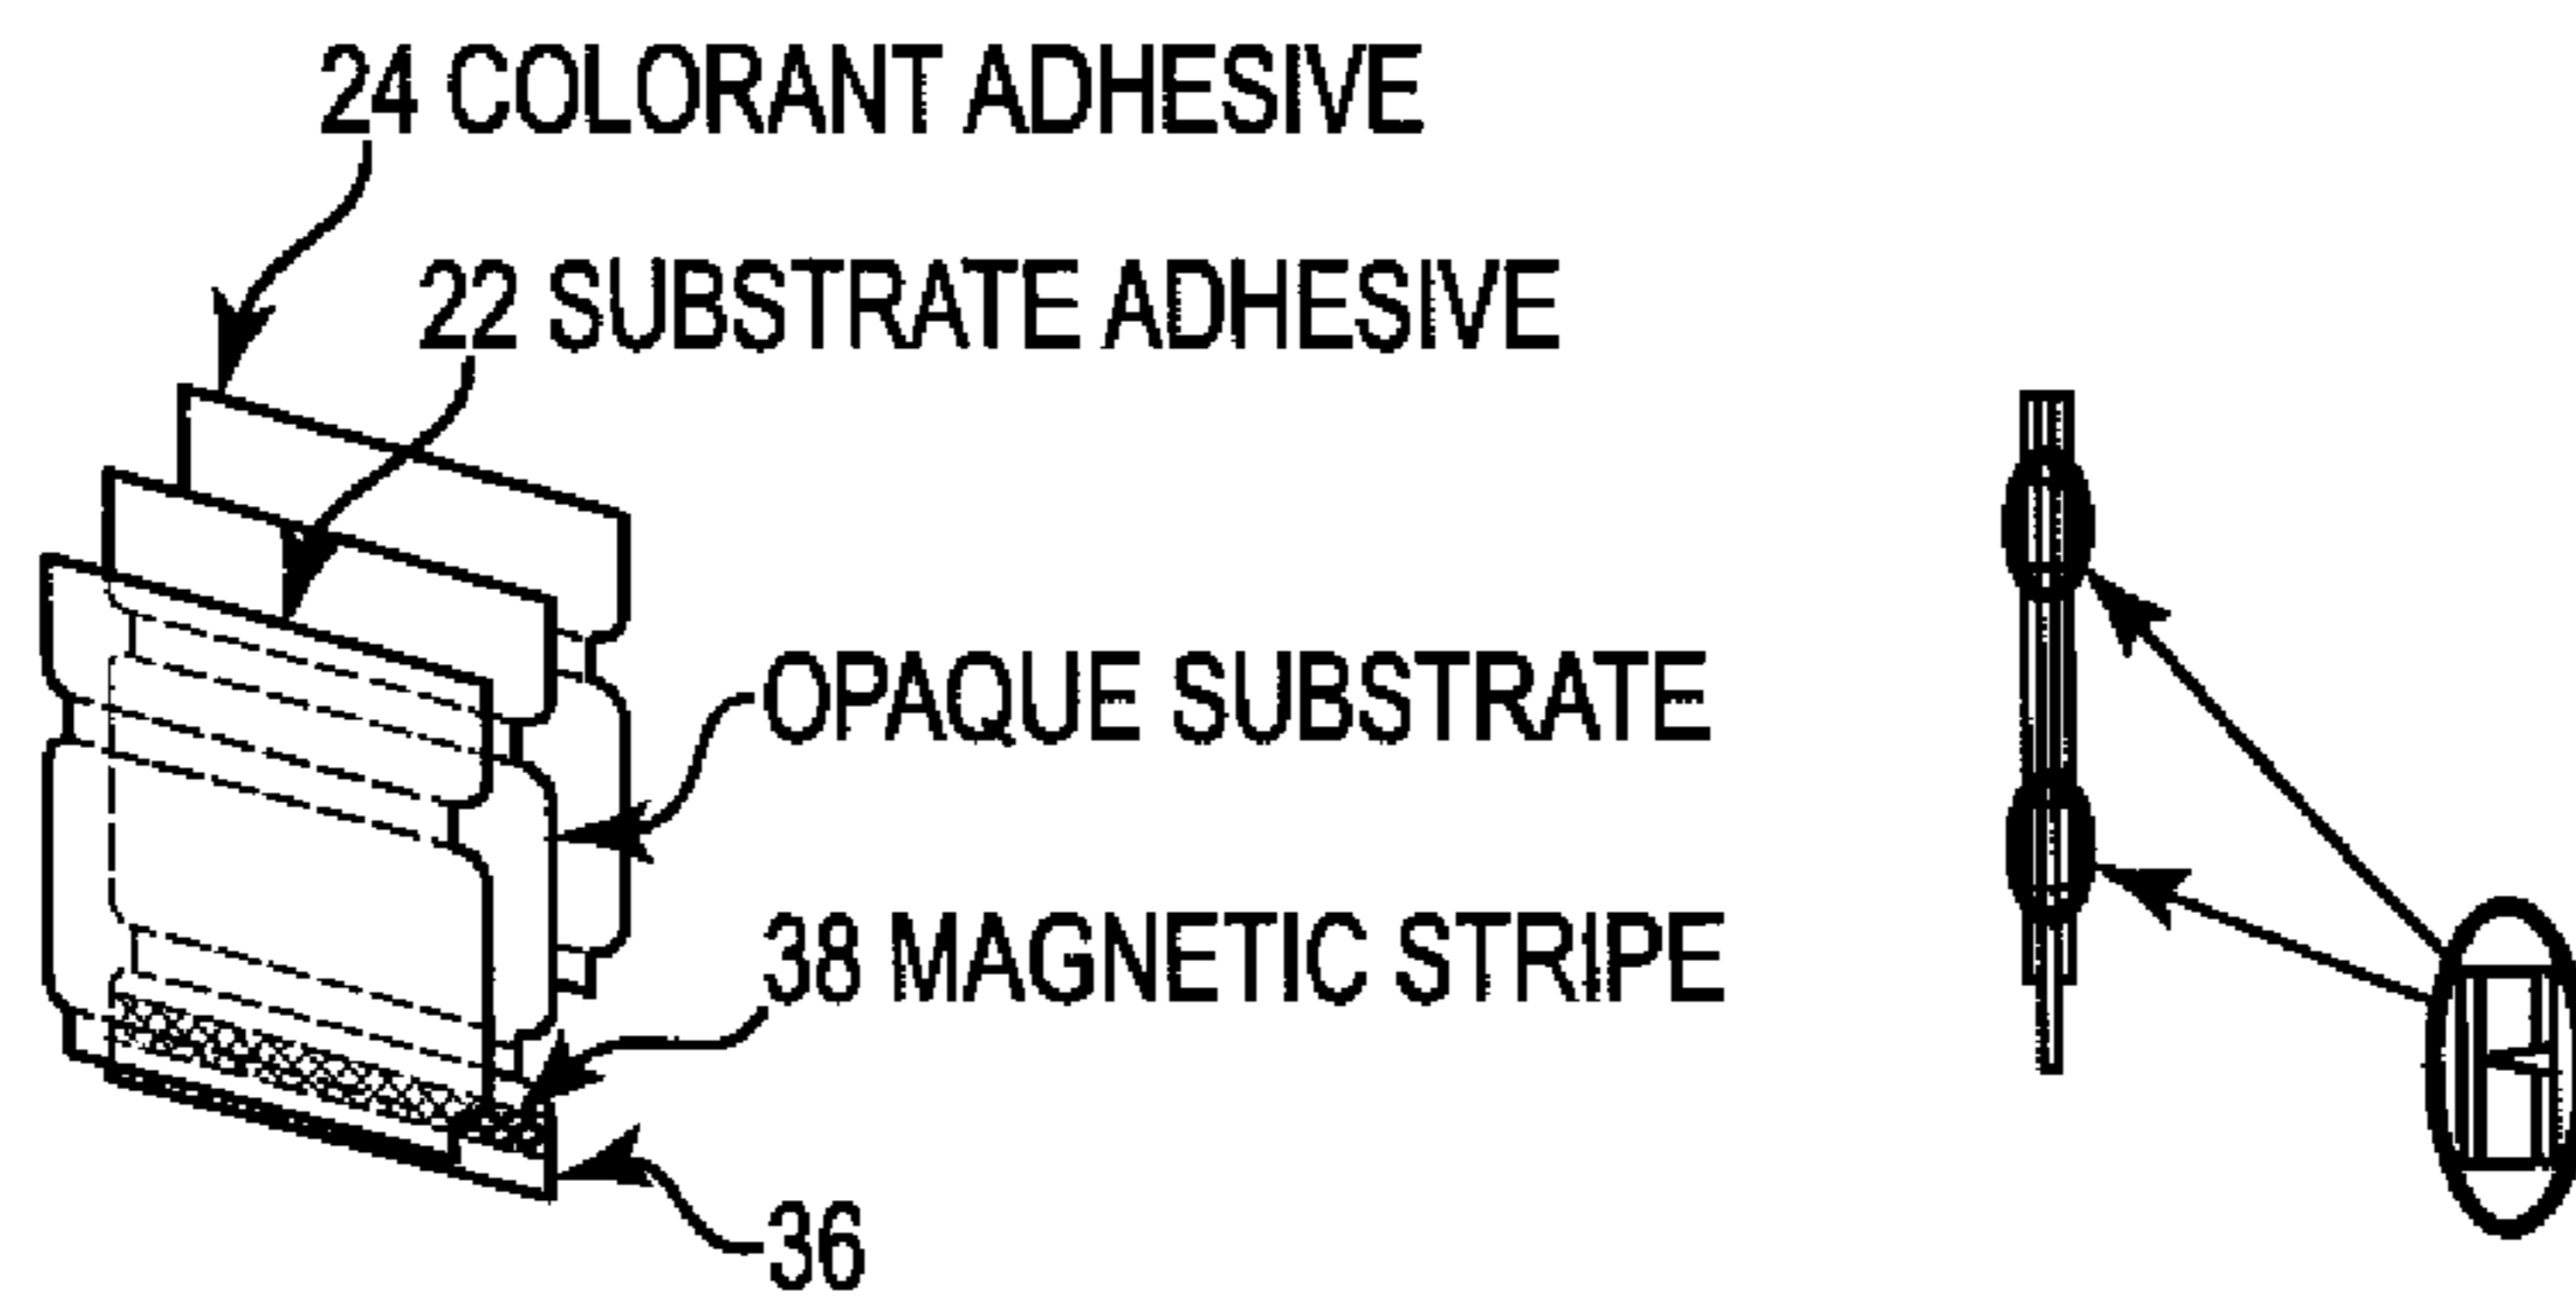 24 COLORANT ADHESIVE
22 SUBSTRATE ADHESIVE
OPAQUE SUBSTRATE
38 MAGNETIC STRIPE
36